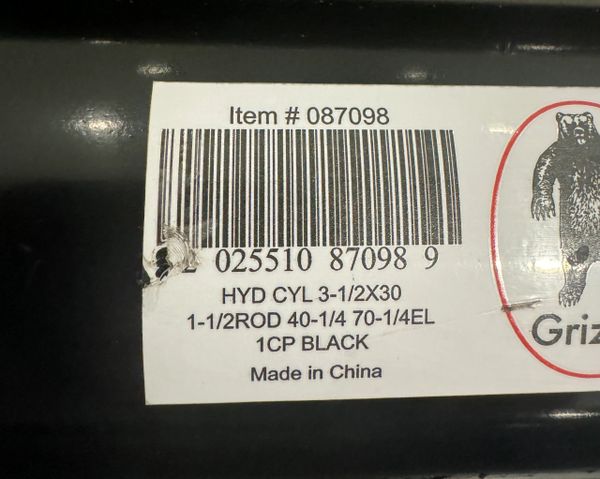 Item # 087098
2 025510 87098 9
HYD CYL 3-1/2X30
1-1/2ROD 40-1/4 70-1/4EL
1CP BLACK
Made in China
Griz